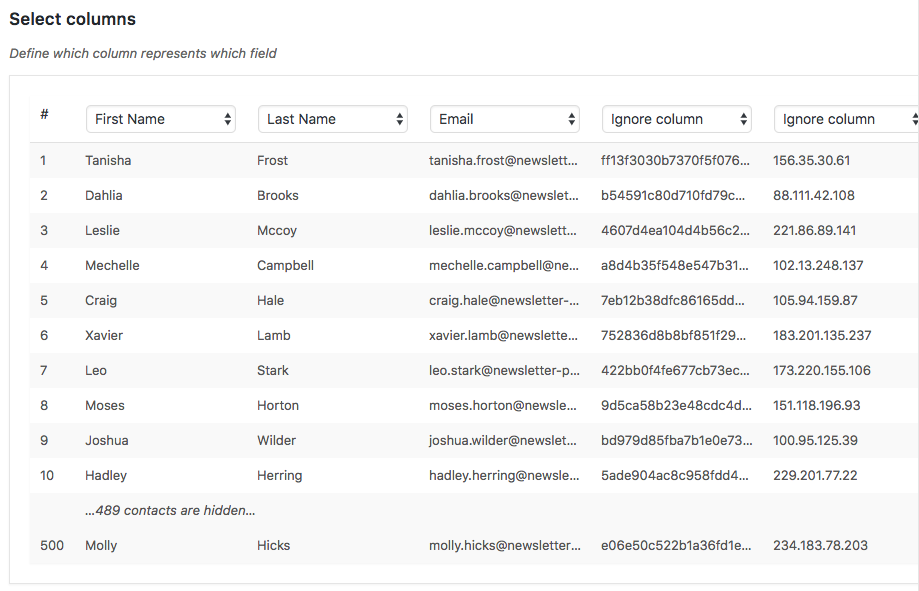 Select columns
Define which column represents which field
# First Name Last Name Email Ignore column Ignore column
1 Tanisha Frost tanisha.frost@newslett... ff13f3030b7370f5f076... 156.35.30.61
2 Dahlia Brooks dahlia.brooks@newslet... b54591c80d710fd79c... 88.111.42.108
3 Leslie Mccoy leslie.mccoy@newslett... 4607d4ea104d4b56c2... 221.86.89.141
4 Mechelle Campbell mechelle.campbell@ne... a8d4b35f548e547b31... 102.13.248.137
5 Craig Hale craig.hale@newsletter-... 7eb12b38dfc86165dd... 105.94.159.87
6 Xavier Lamb xavier.lamb@newslette... 752836d8b8bf851f29... 183.201.135.237
7 Leo Stark leo.stark@newsletter-p... 422bb0f4fe677cb73ec... 173.220.155.106
8 Moses Horton moses.horton@newsle... 9d5ca58b23e48cdc4d... 151.118.196.93
9 Joshua Wilder joshua.wilder@newslet... bd979d85fba7b1e0e73... 100.95.125.39
10 Hadley Herring hadley.herring@newsle... 5ade904ac8c958fdd4... 229.201.77.22
...489 contacts are hidden...
500 Molly Hicks molly.hicks@newsletter... e06e50c522b1a36fd1e... 234.183.78.203